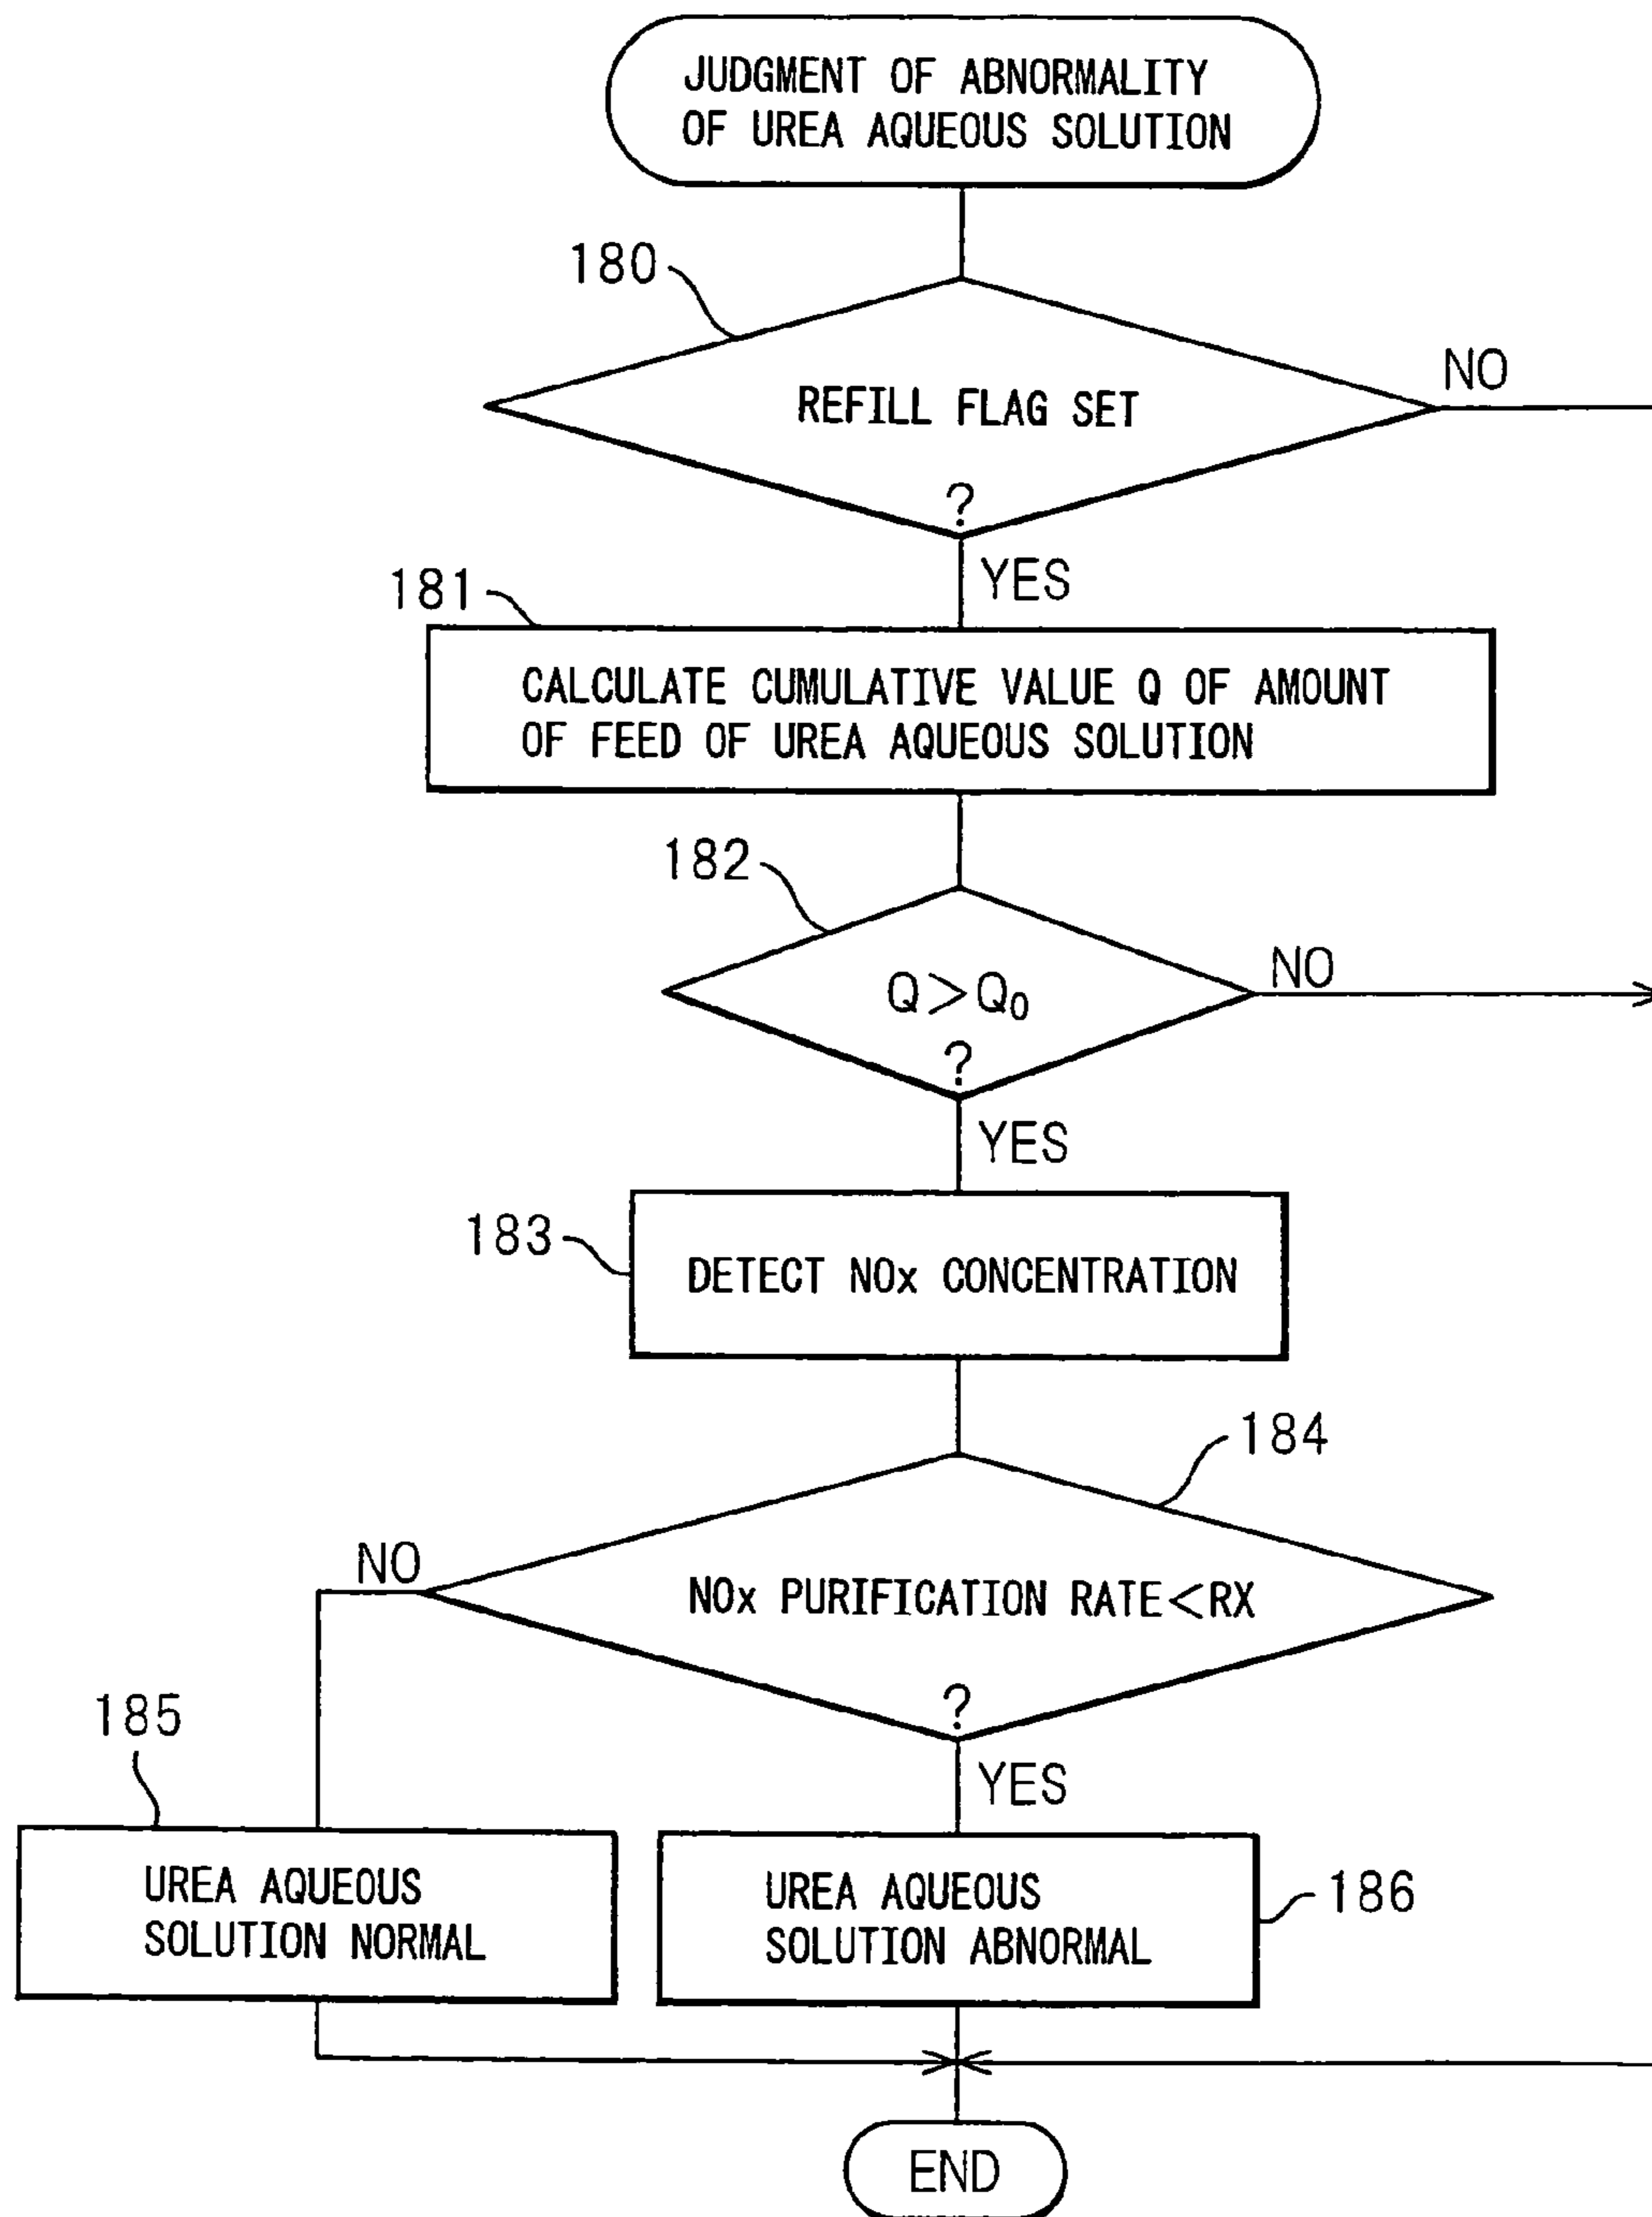 JUDGMENT OF ABNORMALITY
OF UREA AQUEOUS SOLUTION
180
REFILL FLAG SET
?
NO
YES
181
CALCULATE CUMULATIVE VALUE Q OF AMOUNT
OF FEED OF UREA AQUEOUS SOLUTION
182
Q>Q₀
?
NO
YES
183
DETECT NOx CONCENTRATION
184
NO
NOx PURIFICATION RATE<RX
?
YES
185
UREA AQUEOUS
SOLUTION NORMAL
UREA AQUEOUS
SOLUTION ABNORMAL
186
END